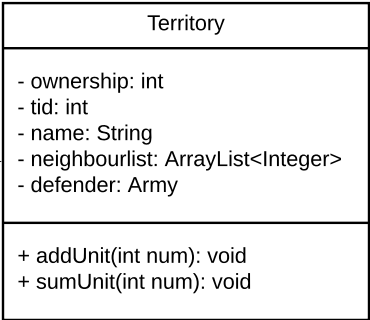 Territory
- ownership: int
- tid: int
- name: String
- neighbourlist: ArrayList<Integer>
- defender: Army
+ addUnit(int num): void
+ sumUnit(int num): void